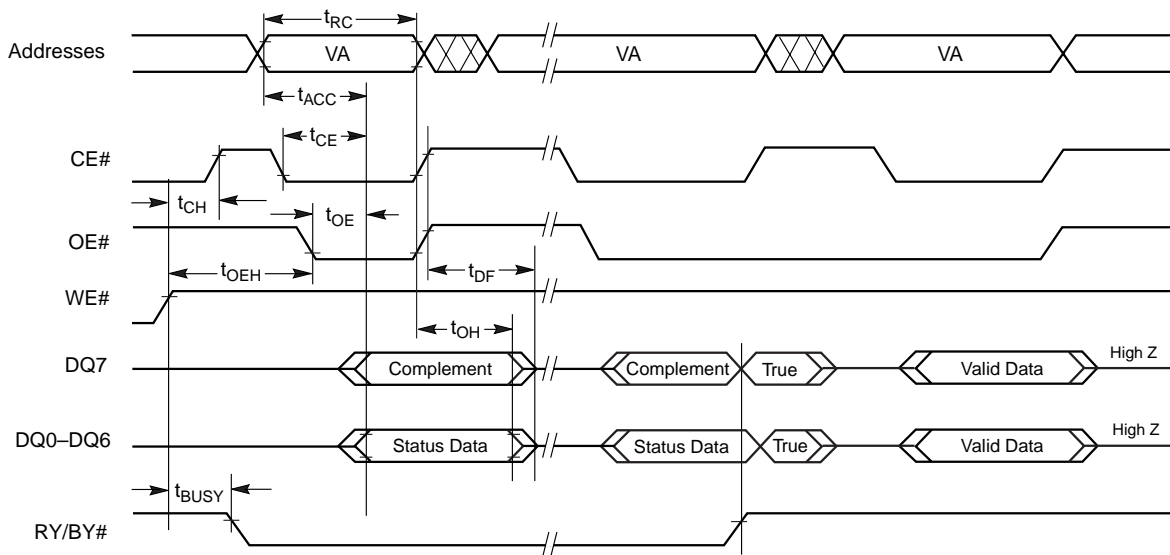 tRC
Addresses VA VA VA
tACC
tCE
CE#
tCH tOE
OE#
tOEH tDF
WE#
tOH
DQ7 Complement Complement True Valid Data High Z
DQ0–DQ6 Status Data Status Data True Valid Data High Z
tBUSY
RY/BY#